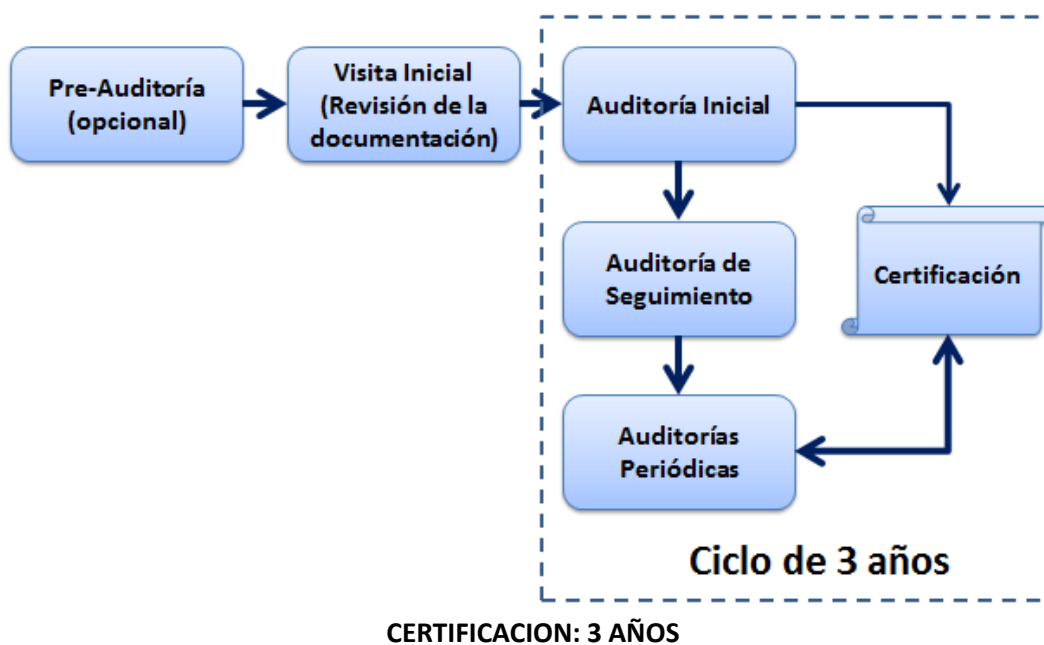 Pre-Auditoría
(opcional)
Visita Inicial
(Revisión de la
documentación)
Auditoría Inicial
Auditoría de
Seguimiento
Certificación
Auditorías
Periódicas
Ciclo de 3 años
CERTIFICACION: 3 AÑOS